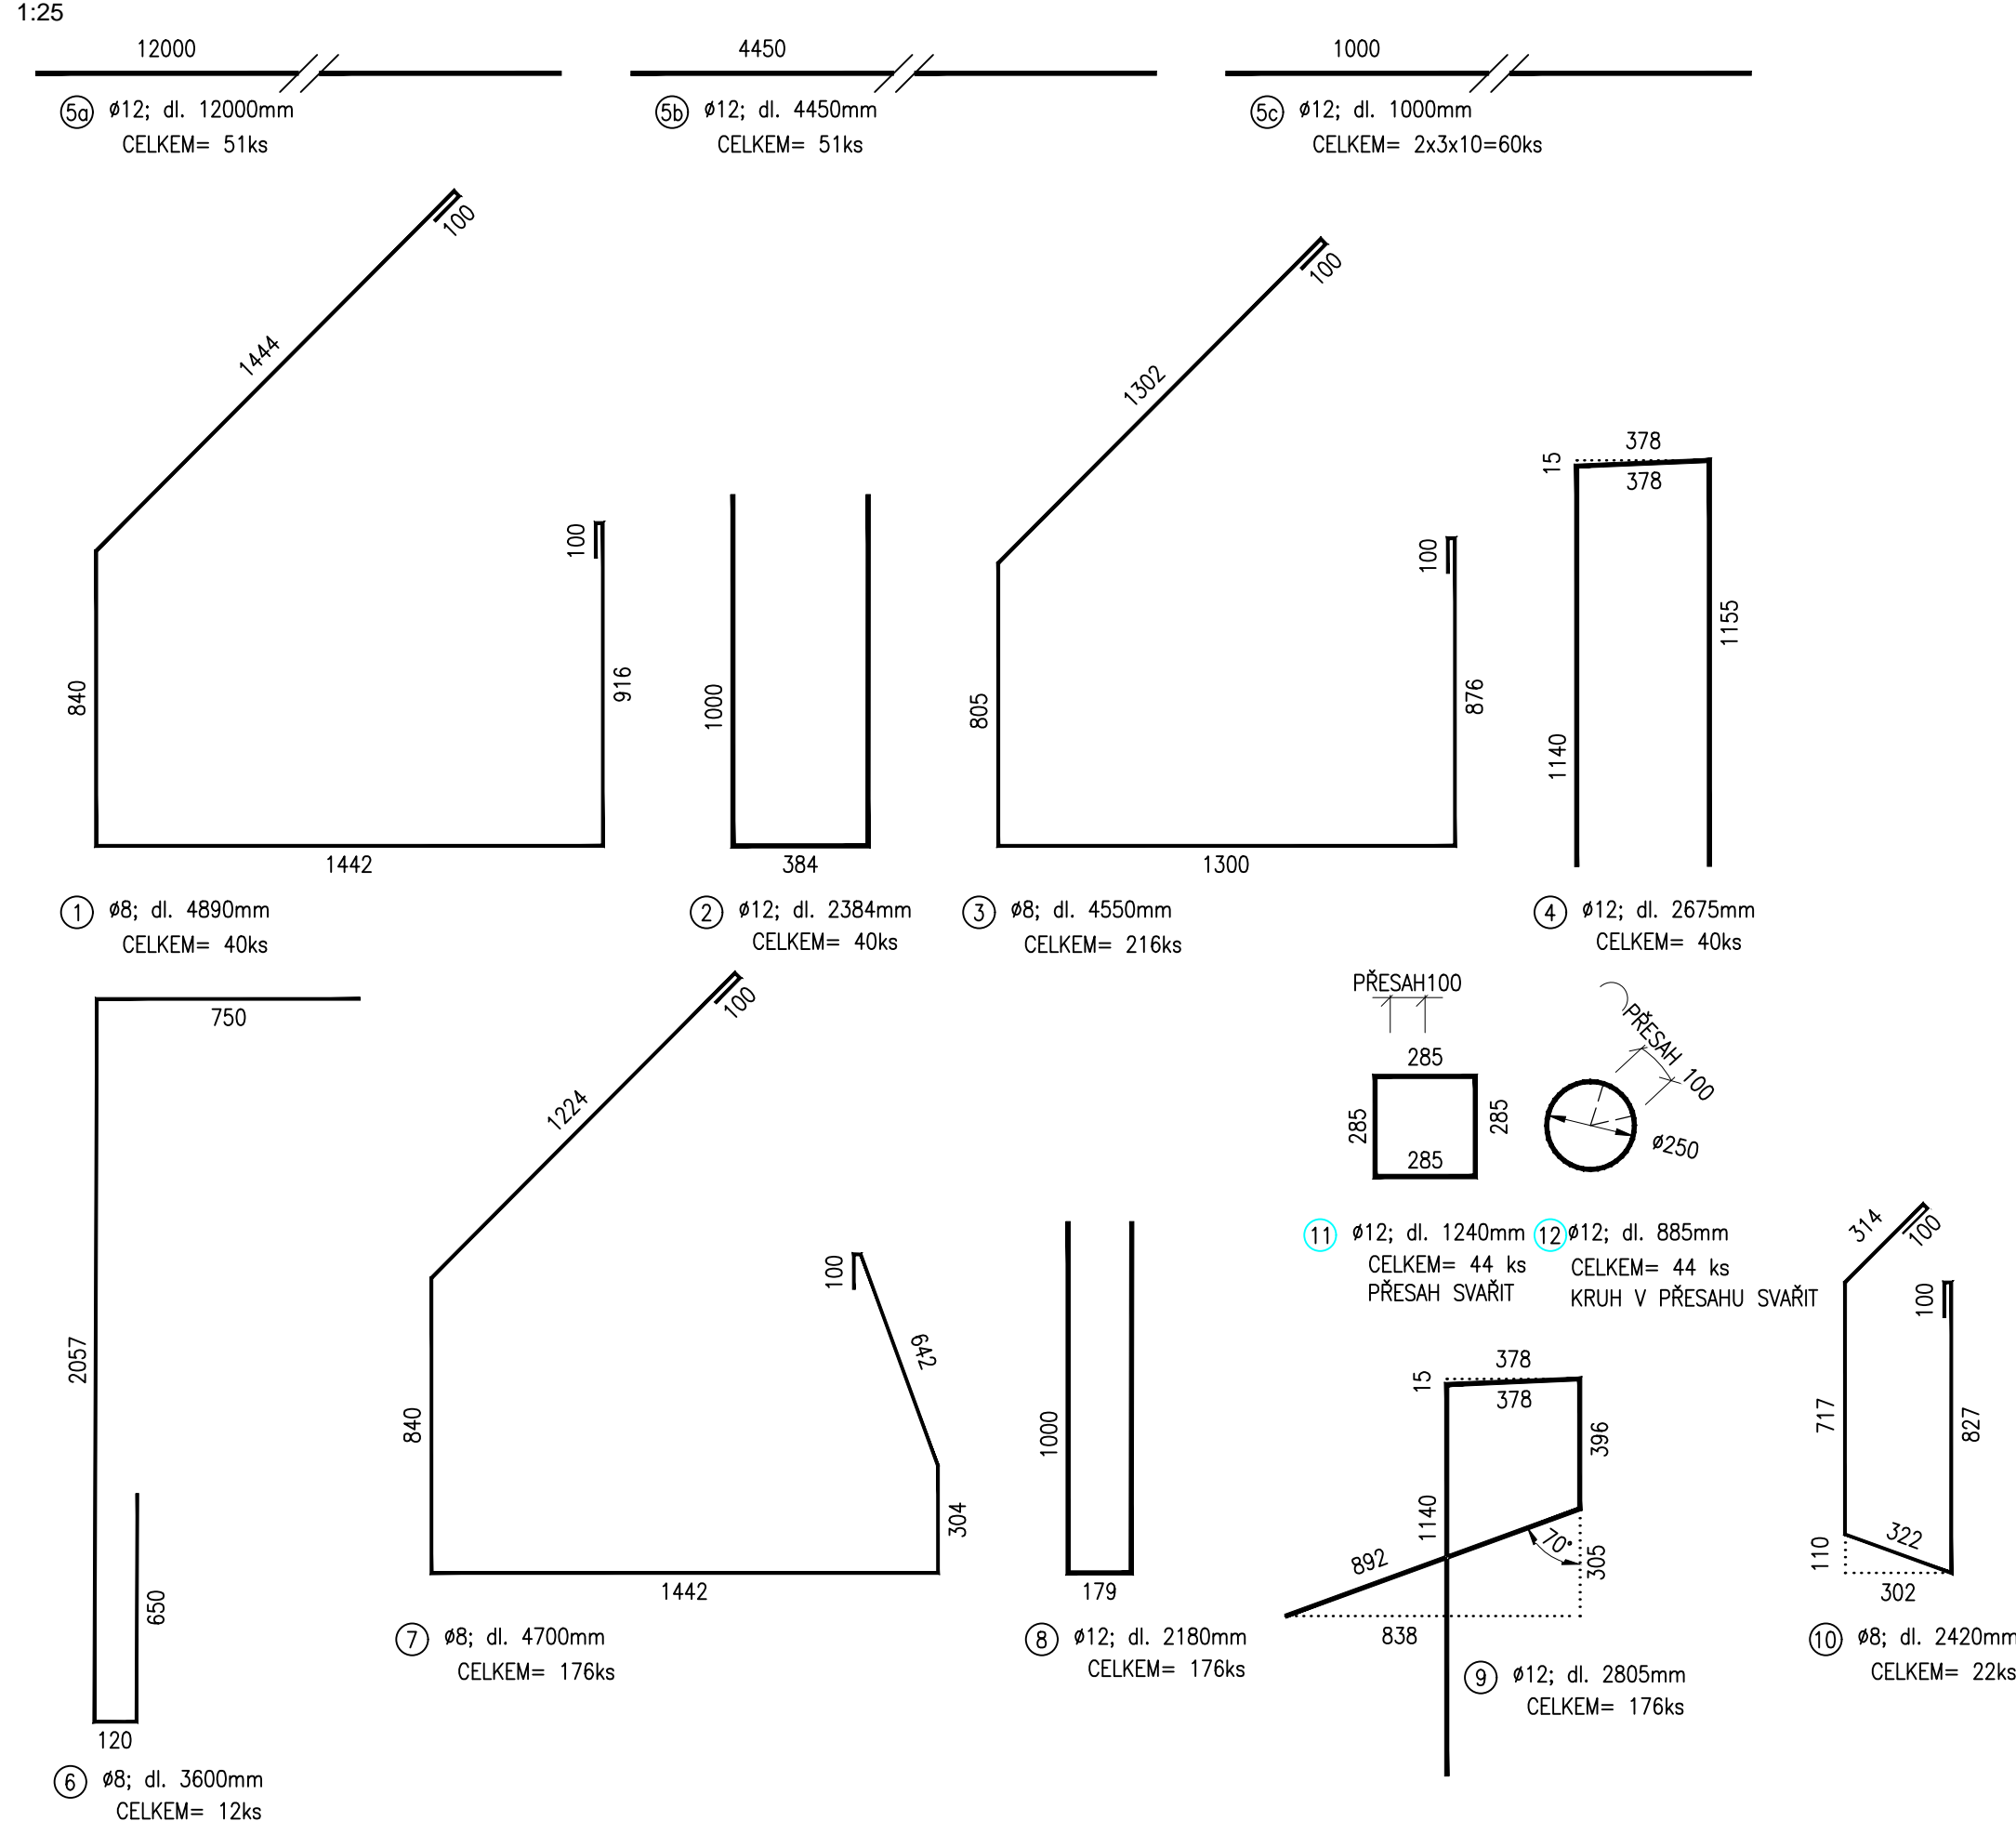 1:25
12000
5a ø12; dl. 12000mm
CELKEM= 51ks
4450
5b ø12; dl. 4450mm
CELKEM= 51ks
1000
5c ø12; dl. 1000mm
CELKEM= 2x3x10=60ks
100
1444
100
840
916
1442
1 ø8; dl. 4890mm
CELKEM= 40ks
1000
384
2 ø12; dl. 2384mm
CELKEM= 40ks
100
1302
100
805
876
1300
3 ø8; dl. 4550mm
CELKEM= 216ks
378
15
378
1155
1140
4 ø12; dl. 2675mm
CELKEM= 40ks
750
2057
650
120
6 ø8; dl. 3600mm
CELKEM= 12ks
100
1224
100
642
840
304
1442
7 ø8; dl. 4700mm
CELKEM= 176ks
1000
179
8 ø12; dl. 2180mm
CELKEM= 176ks
PŘESAH100
285
285
285
285
11 ø12; dl. 1240mm
CELKEM= 44 ks
PŘESAH SVAŘIT
PŘESAH 100
ø250
12 ø12; dl. 885mm
CELKEM= 44 ks
KRUH V PŘESAHU SVAŘIT
378
15
378
396
1140
70°
892
305
838
9 ø12; dl. 2805mm
CELKEM= 176ks
314
100
100
717
827
322
110
302
10 ø8; dl. 2420mm
CELKEM= 22ks